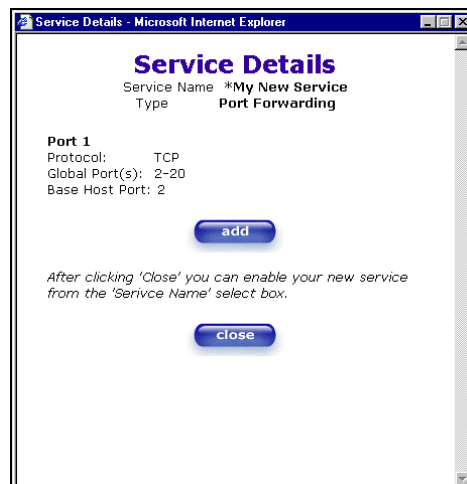 Service Details - Microsoft Internet Explorer
Service Details
Service Name *My New Service
Type Port Forwarding
Port 1
Protocol: TCP
Global Port(s): 2-20
Base Host Port: 2
add
After clicking 'Close' you can enable your new service
from the 'Serivce Name' select box.
close